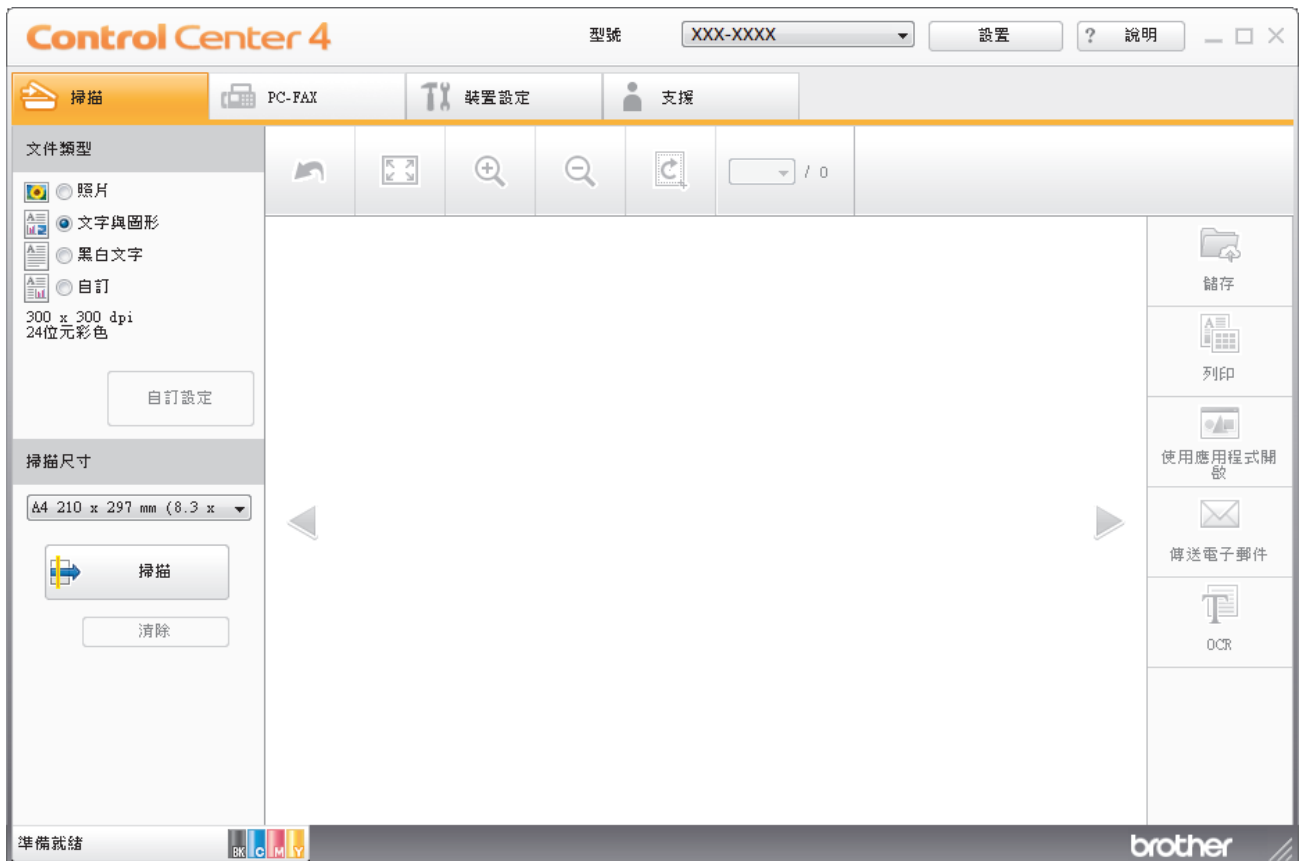 Control Center 4
型號
XXX-XXXX
設置
? 說明
掃描
PC-FAX
裝置設定
支援
文件類型
照片
文字與圖形
黑白文字
自訂
300 x 300 dpi
24位元彩色
自訂設定
掃描尺寸
A4 210 x 297 mm (8.3 x
掃描
清除
/ 0
儲存
列印
使用應用程式開
啟
傳送電子郵件
OCR
準備就緒
BK C M Y
brother